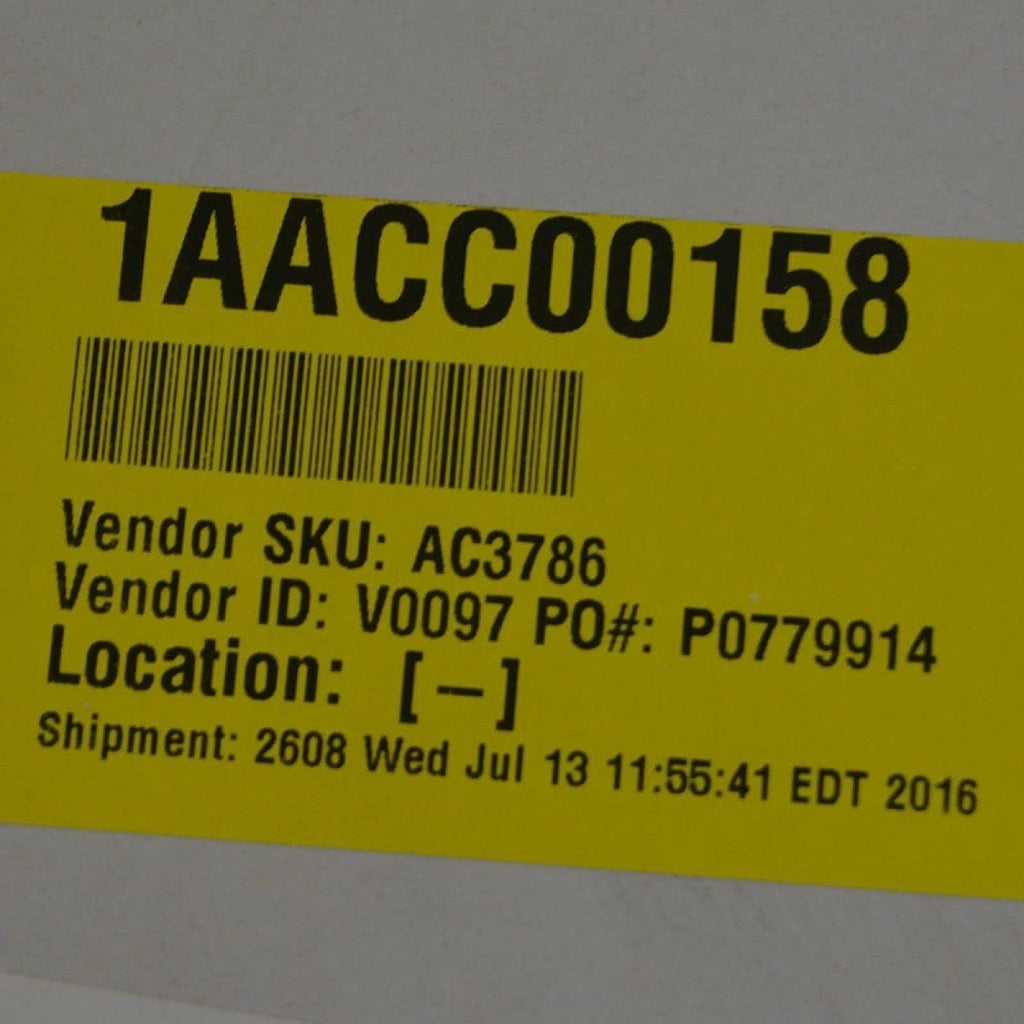 1AACC00158
Vendor SKU: AC3786
Vendor ID: V0097 PO#: P0779914
Location: [–]
Shipment: 2608 Wed Jul 13 11:55:41 EDT 2016